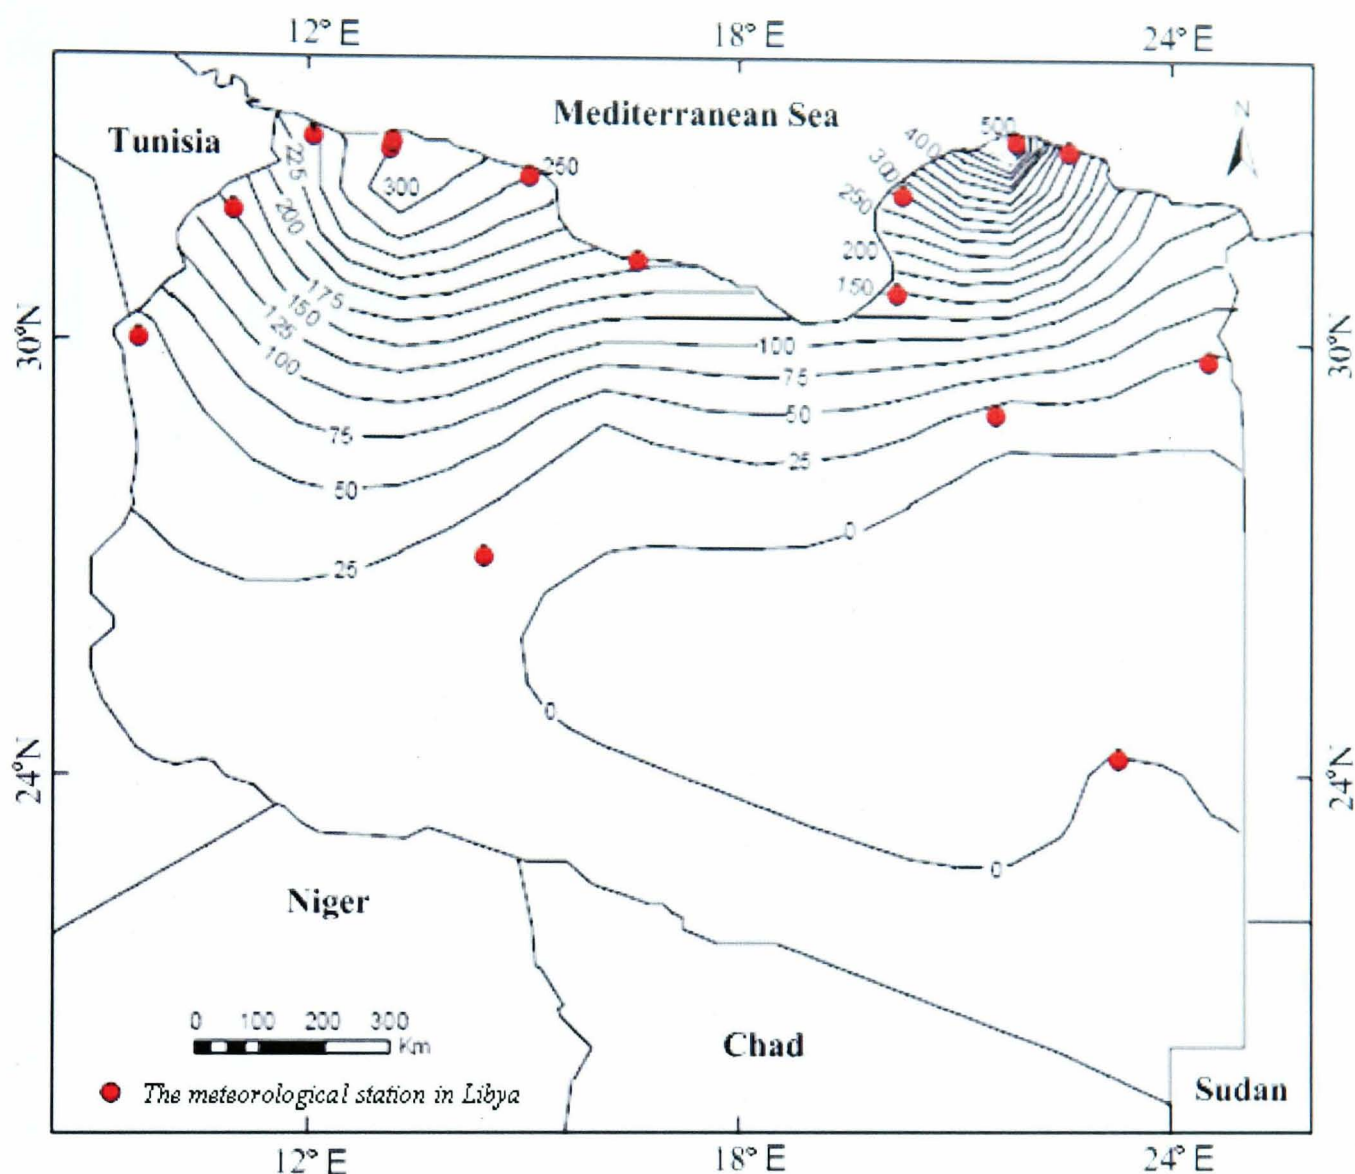 12° E 18° E 24° E
Mediterranean Sea
N
Tunisia
500
400
300
250
200
150
250
300
225
200
175
150
125
100
75
50
25
100
75
50
25
0
0
0
30°N
30°N
24°N
24°N
Niger
Chad
Sudan
0 100 200 300
Km
The meteorological station in Libya
12° E 18° E 24° E